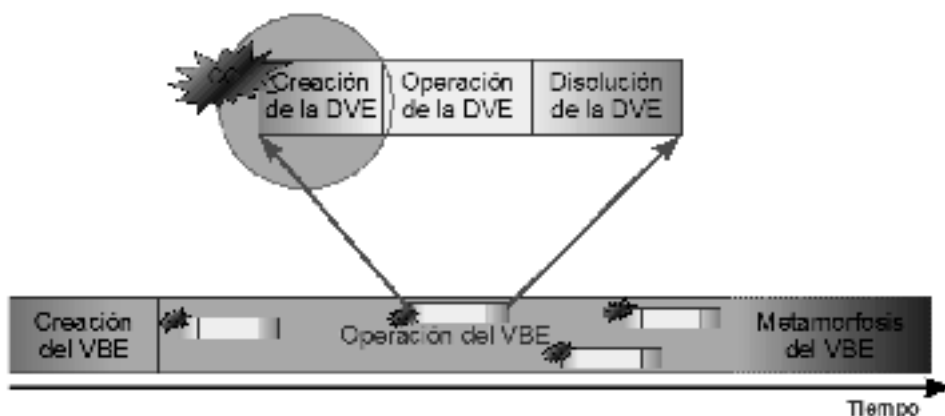 Creación
de la DVE
Operación
de la DVE
Disolución
de la DVE
Creación
del VBE
Operación del VBE
Metamorfosis
del VBE
Tiempo